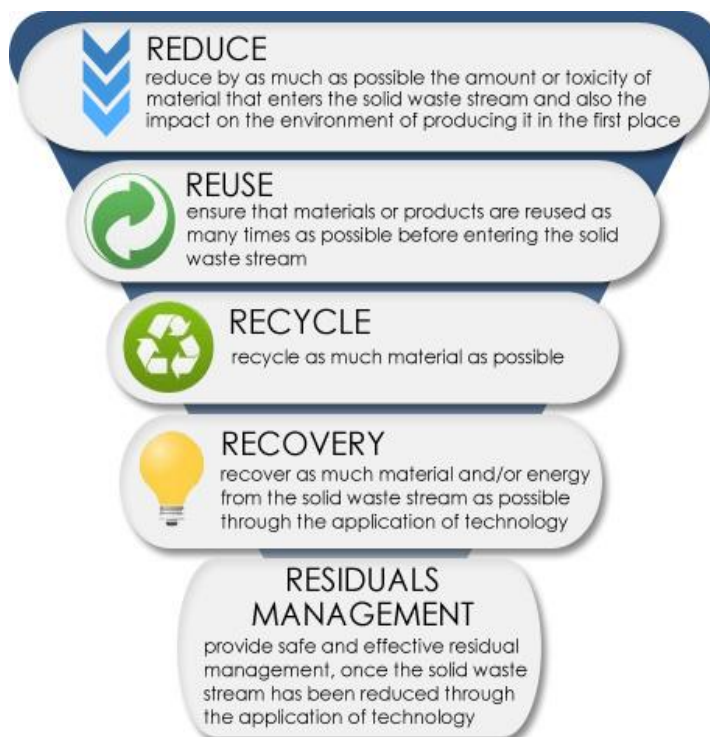 REDUCE
reduce by as much as possible the amount or toxicity of
material that enters the solid waste stream and also the
impact on the environment of producing it in the first place
REUSE
ensure that materials or products are reused as
many times as possible before entering the solid
waste stream
RECYCLE
recycle as much material as possible
RECOVERY
recover as much material and/or energy
from the solid waste stream as possible
through the application of technology
RESIDUALS
MANAGEMENT
provide safe and effective residual
management, once the solid waste
stream has been reduced through
the application of technology